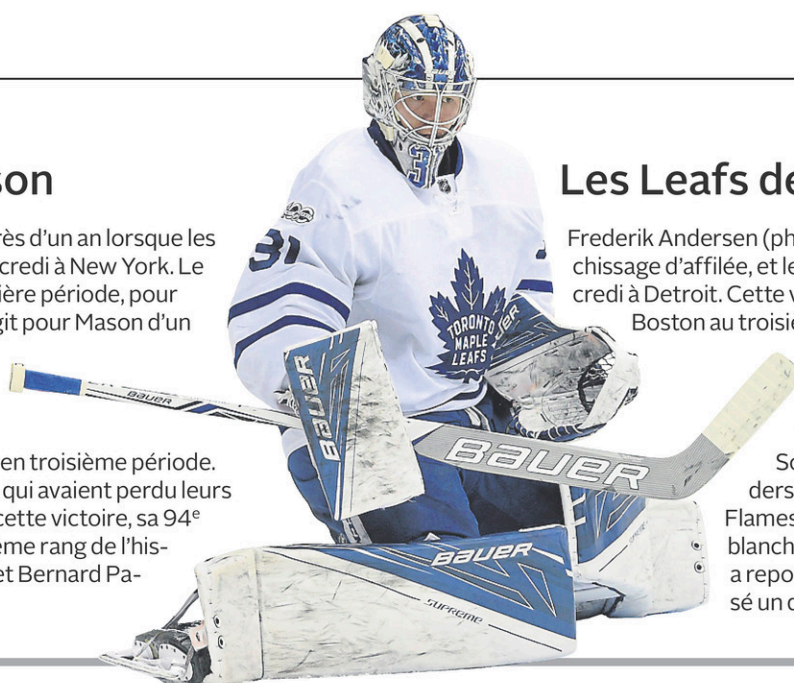 son
rès d'un an lorsque les
credi à New York. Le
ière période, pour
git pour Mason d'un
en troisième période.
qui avaient perdu leurs
cette victoire, sa 94e
ème rang de l'his-
et Bernard Pa-
Les Leafs de
Frederik Andersen (ph
chissage d'affilée, et le
credi à Detroit. Cette v
Boston au troisiè
So
ders
Flames
blanch
a repo
sé un d
31
3
TORONTO
MAPLE
LEAFS
BAUER
BAUER
BAUER
BAUER
SUPREME